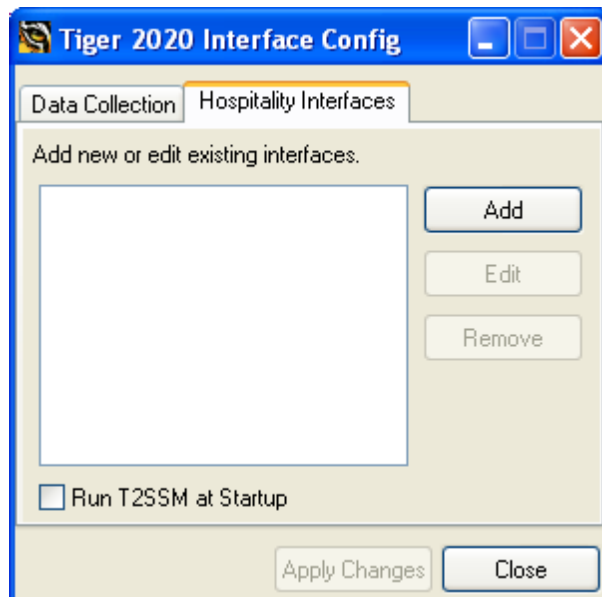 Tiger 2020 Interface Config
Data Collection Hospitality Interfaces
Add new or edit existing interfaces.
Add
Edit
Remove
Run T2SSM at Startup
Apply Changes Close